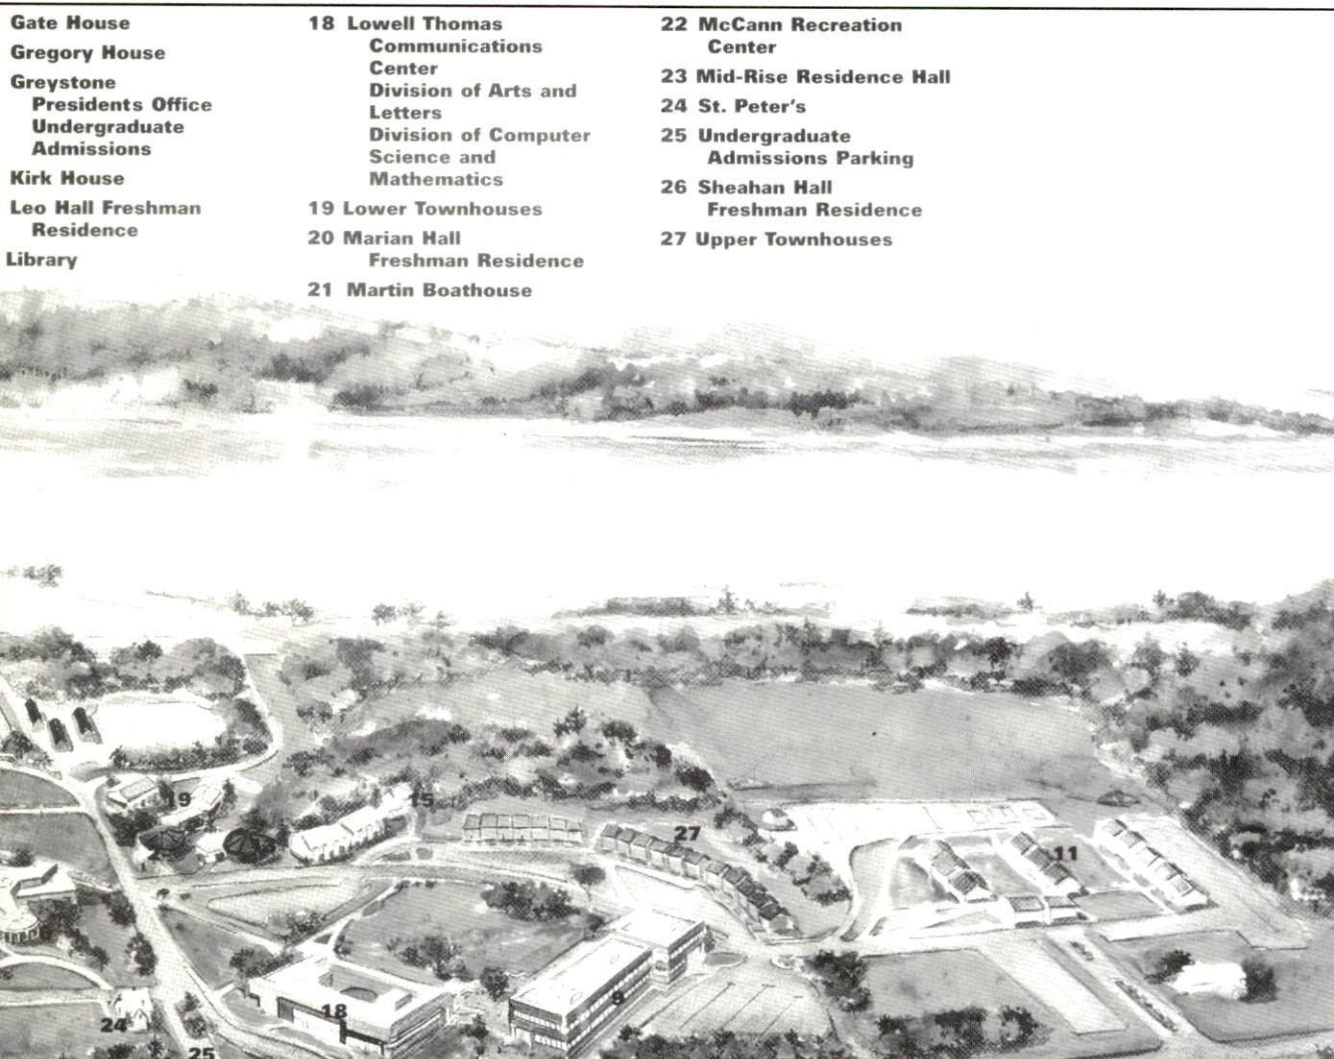 Gate House
Gregory House
Greystone
Presidents Office
Undergraduate
Admissions
Kirk House
Leo Hall Freshman
Residence
Library
18 Lowell Thomas
Communications
Center
Division of Arts and
Letters
Division of Computer
Science and
Mathematics
19 Lower Townhouses
20 Marian Hall
Freshman Residence
21 Martin Boathouse
22 McCann Recreation
Center
23 Mid-Rise Residence Hall
24 St. Peter's
25 Undergraduate
Admissions Parking
26 Sheahan Hall
Freshman Residence
27 Upper Townhouses
19
15
27
11
9
18
24
25